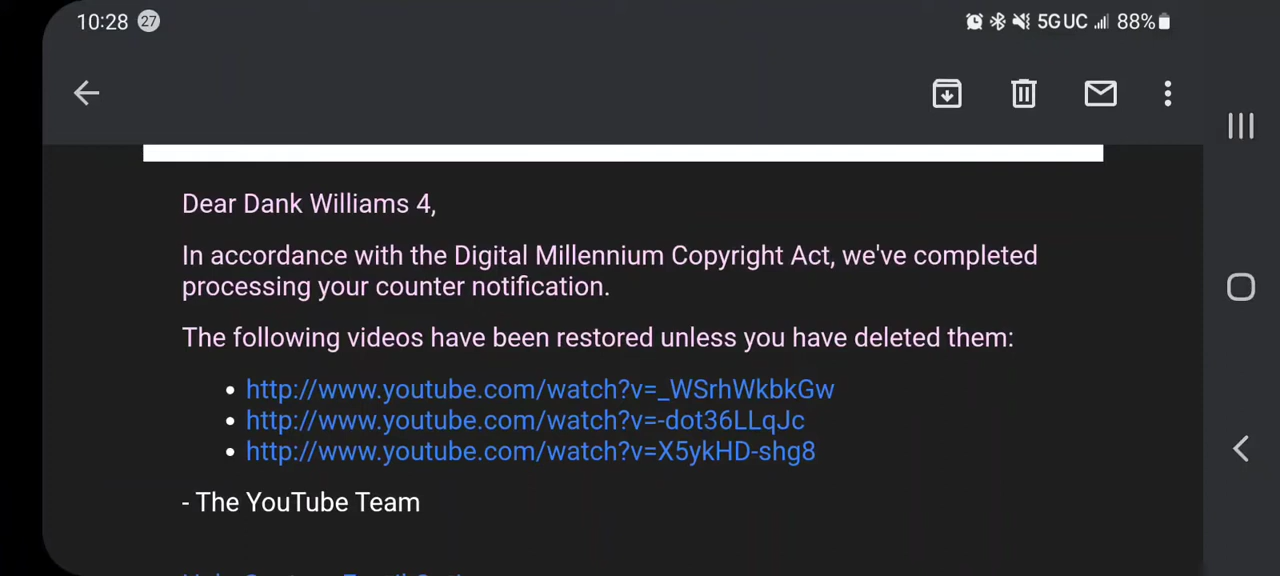 10:28 27 5G UC 88%
Dear Dank Williams 4,
In accordance with the Digital Millennium Copyright Act, we've completed
processing your counter notification.
The following videos have been restored unless you have deleted them:
• http://www.youtube.com/watch?v=_WSrhWkbkGw
• http://www.youtube.com/watch?v=-dot36LLqJc
• http://www.youtube.com/watch?v=X5ykHD-shg8
- The YouTube Team